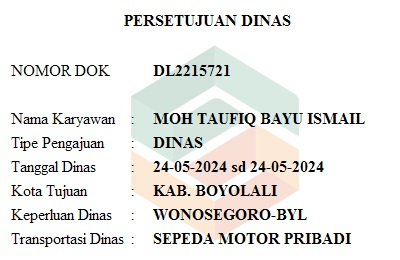 PERSETUJUAN DINAS
NOMOR DOK DL2215721
Nama Karyawan : MOH TAUFIQ BAYU ISMAIL
Tipe Pengajuan : DINAS
Tanggal Dinas : 24-05-2024 sd 24-05-2024
Kota Tujuan : KAB. BOYOLALI
Keperluan Dinas : WONOSEGORO-BYL
Transportasi Dinas : SEPEDA MOTOR PRIBADI